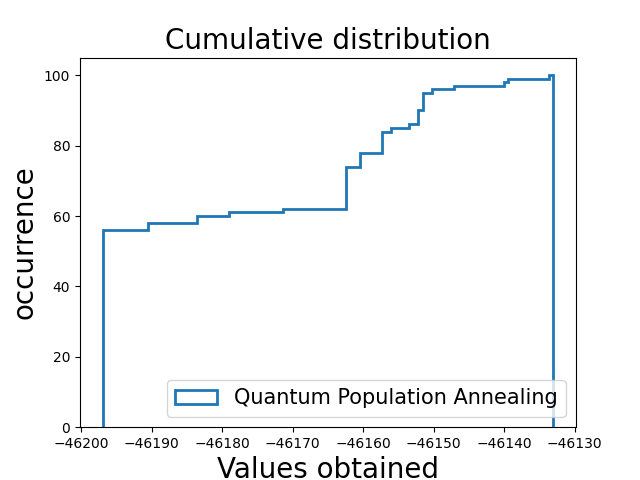 Cumulative distribution
occurrence
100
80
60
40
20
0
Quantum Population Annealing
−46200 −46190 −46180 −46170 −46160 −46150 −46140 −46130
Values obtained